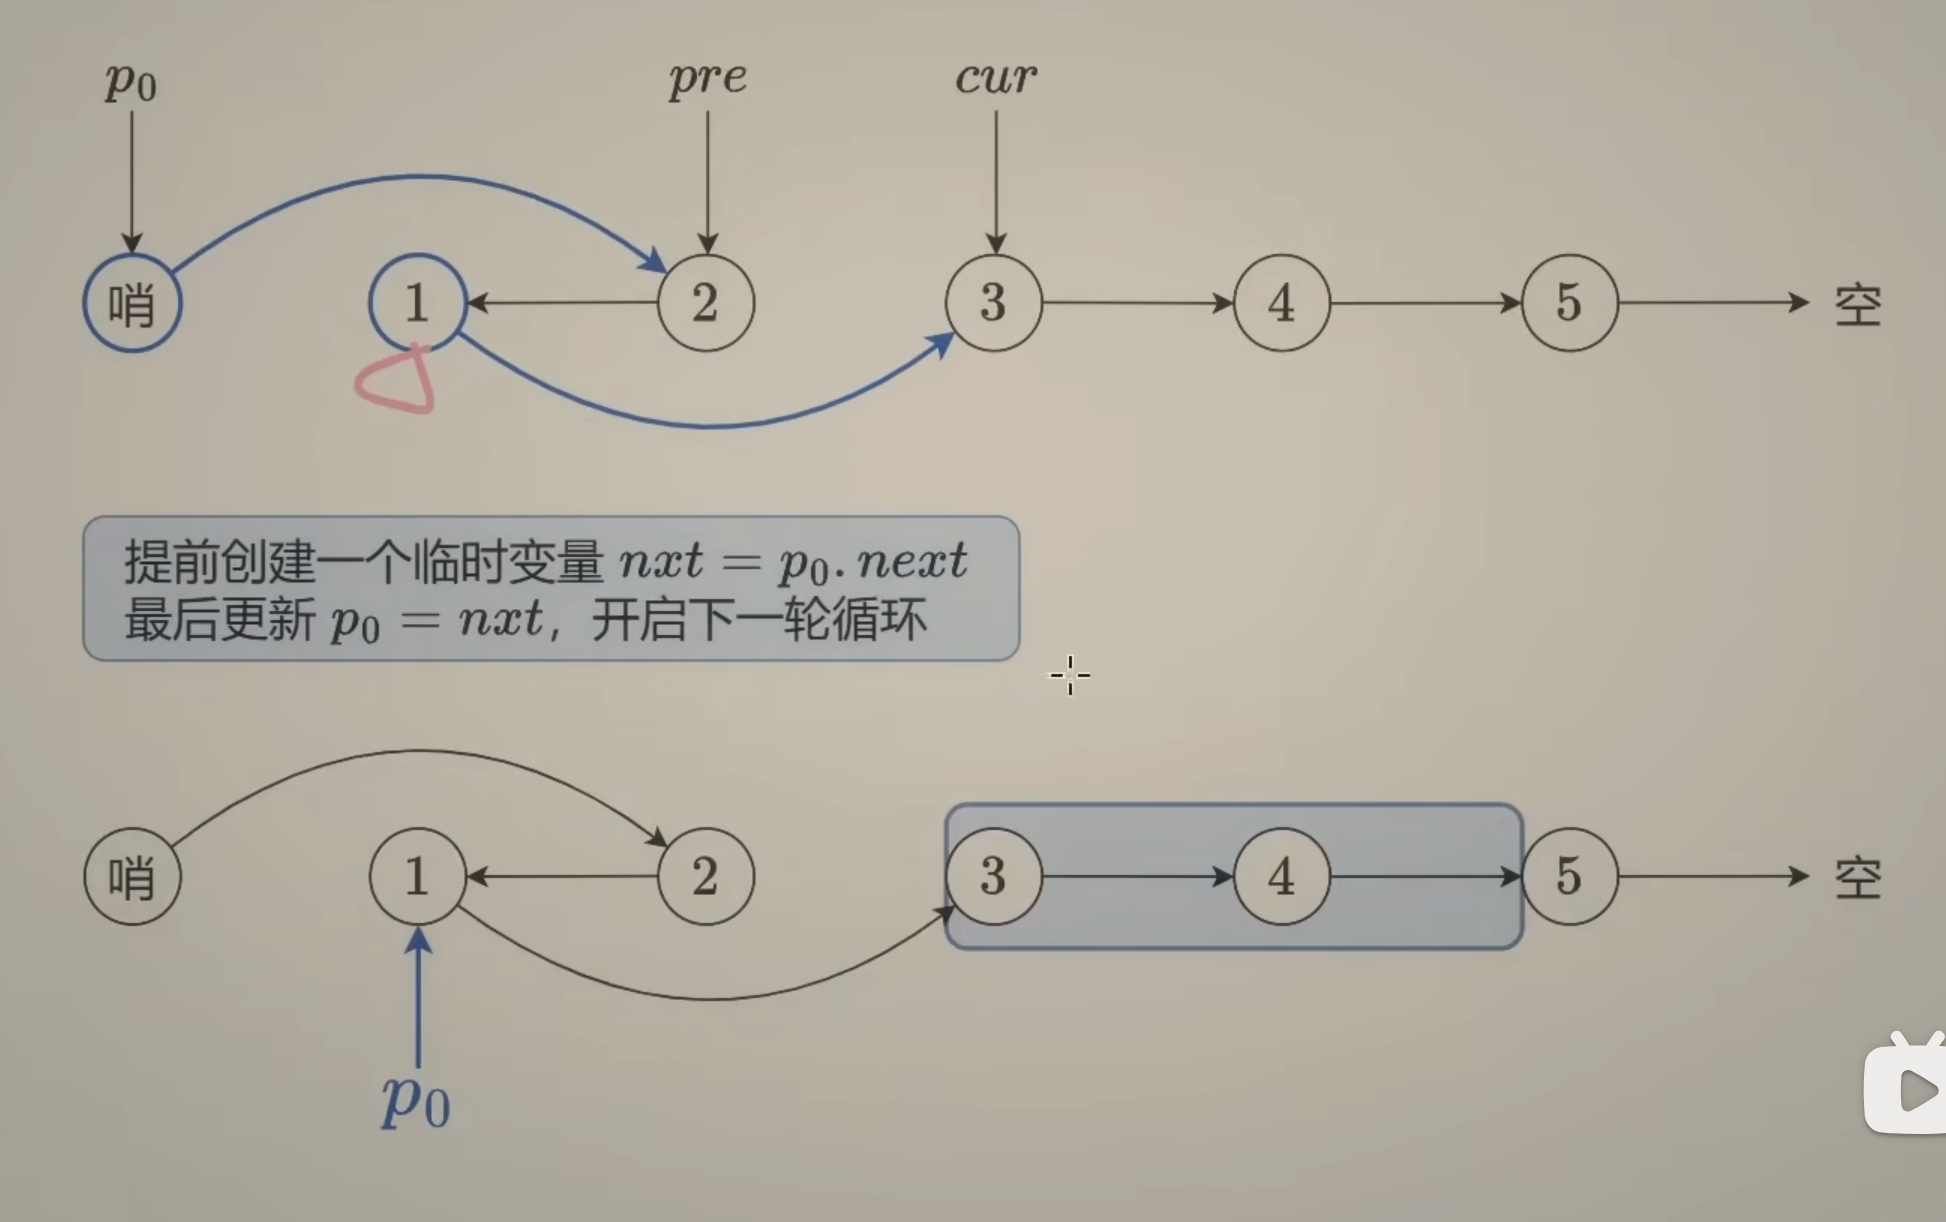 p₀ pre cur
哨 1 2 3 4 5 空
提前创建一个临时变量 nxt = p₀.next
最后更新 p₀ = nxt，开启下一轮循环
哨 1 2 3 4 5 空
p₀